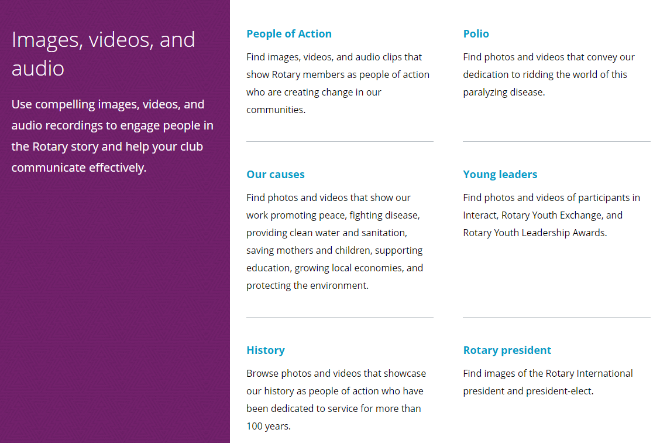 Images, videos, and
audio
Use compelling images, videos, and
audio recordings to engage people in
the Rotary story and help your club
communicate effectively.
People of Action
Find images, videos, and audio clips that
show Rotary members as people of action
who are creating change in our
communities.
Polio
Find photos and videos that convey our
dedication to ridding the world of this
paralyzing disease.
Our causes
Find photos and videos that show our
work promoting peace, fighting disease,
providing clean water and sanitation,
saving mothers and children, supporting
education, growing local economies, and
protecting the environment.
Young leaders
Find photos and videos of participants in
Interact, Rotary Youth Exchange, and
Rotary Youth Leadership Awards.
History
Browse photos and videos that showcase
our history as people of action who have
been dedicated to service for more than
100 years.
Rotary president
Find images of the Rotary International
president and president-elect.